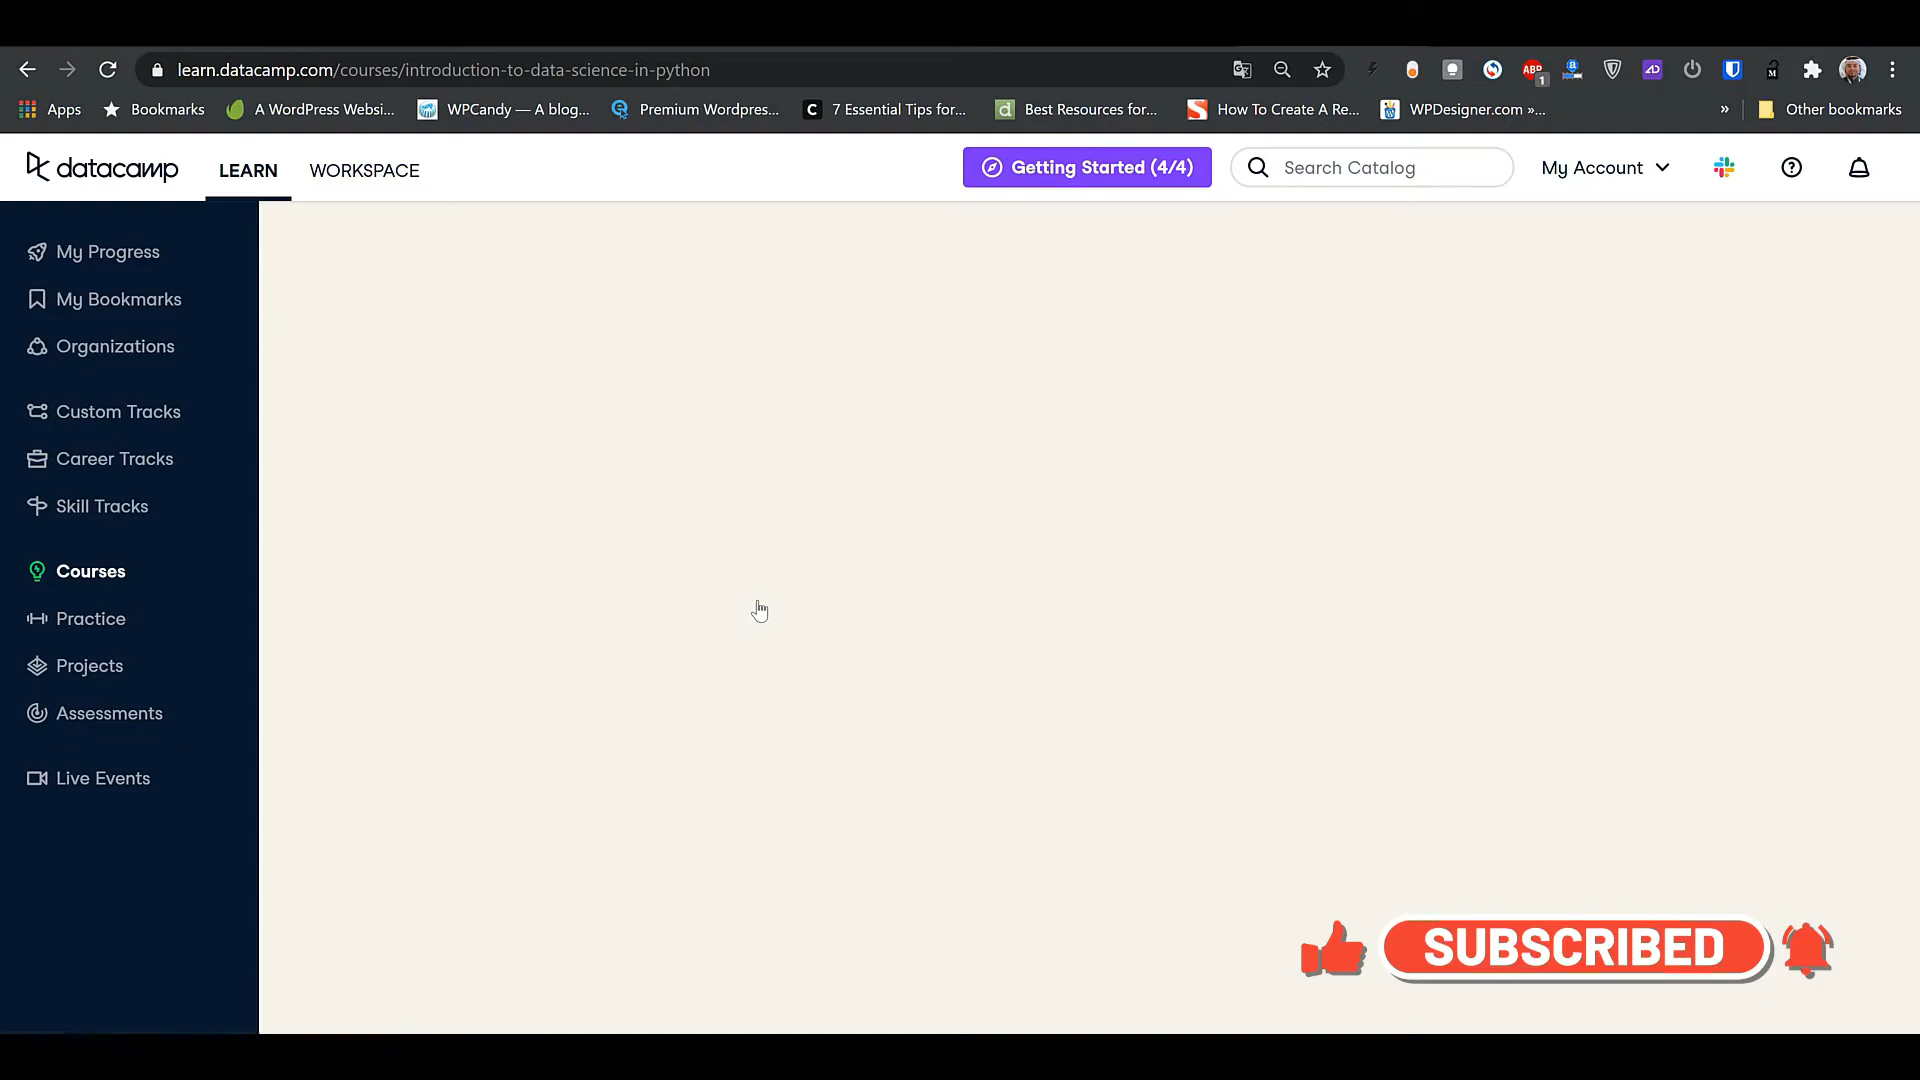 learn.datacamp.com/courses/introduction-to-data-science-in-python
ABP 1
Apps Bookmarks A WordPress Websi... WPCandy — A blog... Premium Wordpres... 7 Essential Tips for... Best Resources for... How To Create A Re... WPDesigner.com »... » Other bookmarks
datacamp LEARN WORKSPACE Getting Started (4/4) Search Catalog My Account
My Progress
My Bookmarks
Organizations
Custom Tracks
Career Tracks
Skill Tracks
Courses
Practice
Projects
Assessments
Live Events
SUBSCRIBED